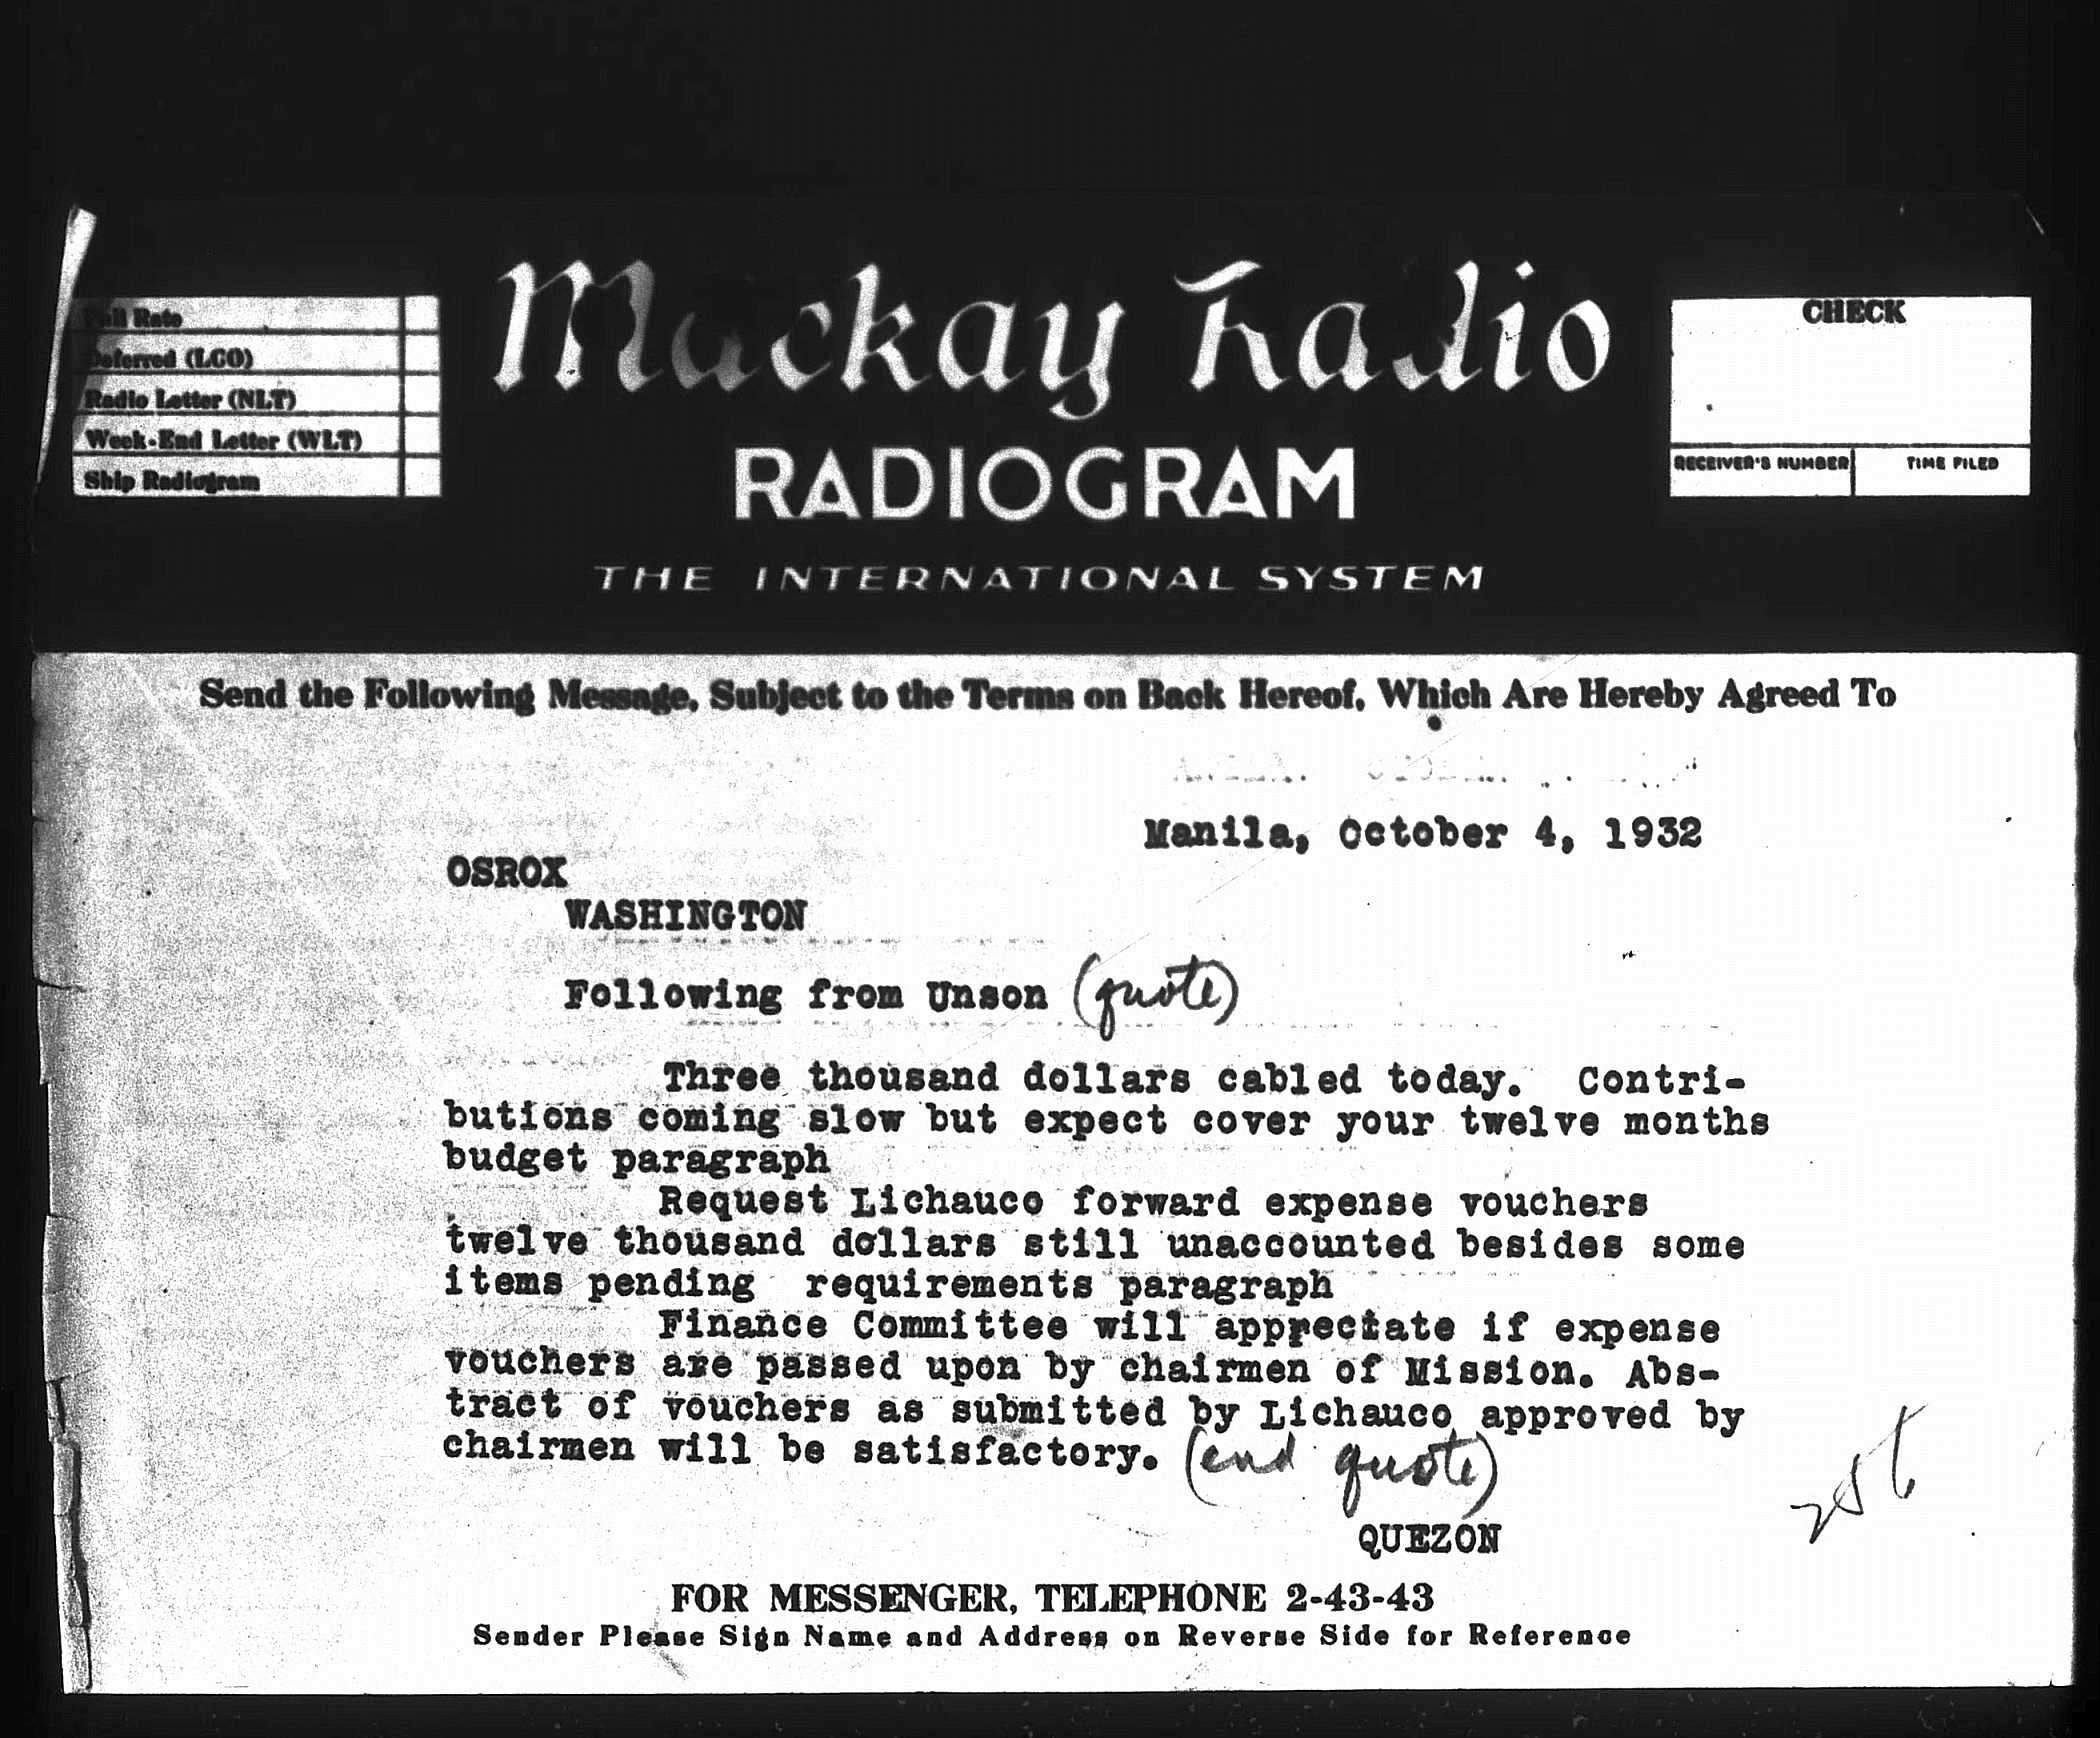 Mackay Radio
RADIOGRAM
THE INTERNATIONAL SYSTEM
Full Rate
Deferred (LCO)
Radio Letter (NLT)
Week-End Letter (WLT)
Ship Radiogram
CHECK
RECEIVER'S NUMBER
TIME FILED
Send the Following Message, Subject to the Terms on Back Hereof, Which Are Hereby Agreed To
Manila, October 4, 1932
OSROX
WASHINGTON
Following from Unson (quote)
Three thousand dollars cabled today. Contri-
butions coming slow but expect cover your twelve months
budget paragraph
Request Lichauco forward expense vouchers
twelve thousand dollars still unaccounted besides some
items pending requirements paragraph
Finance Committee will appreciate if expense
vouchers are passed upon by chairmen of Mission. Abs-
tract of vouchers as submitted by Lichauco approved by
chairmen will be satisfactory. (end quote)
QUEZON
FOR MESSENGER, TELEPHONE 2-43-43
Sender Please Sign Name and Address on Reverse Side for Reference